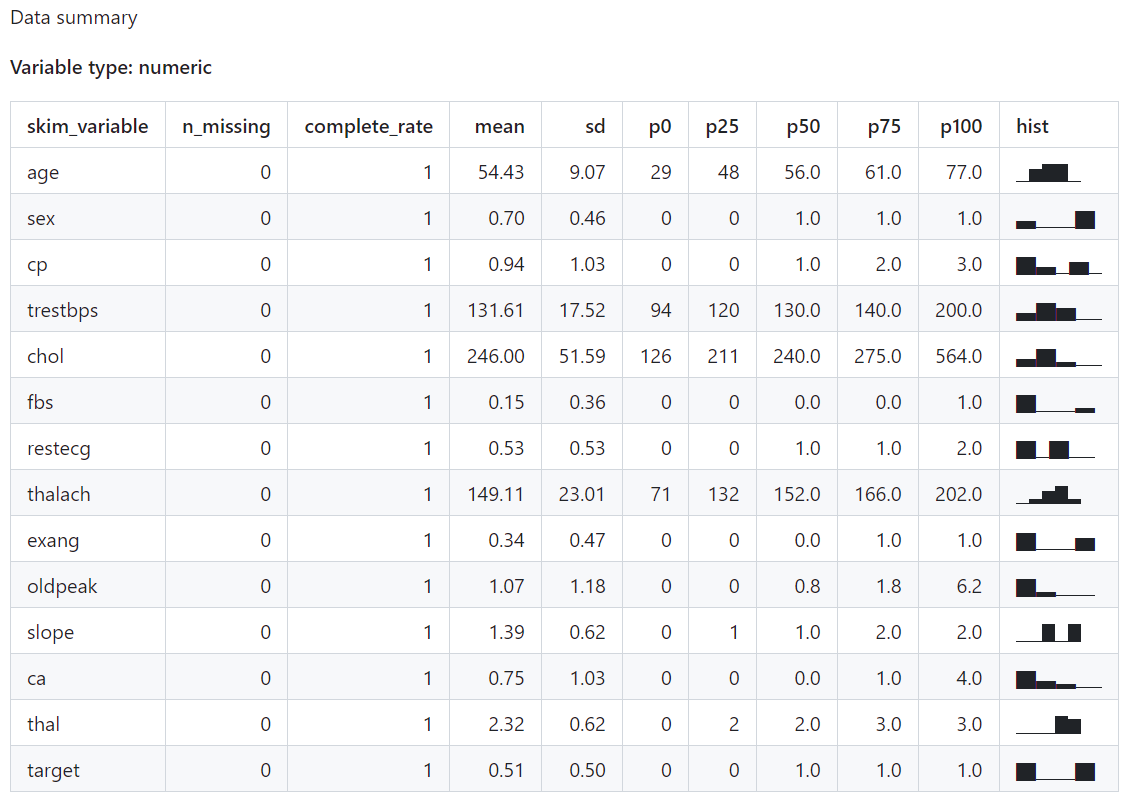 Data summary
Variable type: numeric
skim_variable n_missing complete_rate mean sd p0 p25 p50 p75 p100 hist
age 0 1 54.43 9.07 29 48 56.0 61.0 77.0
sex 0 1 0.70 0.46 0 0 1.0 1.0 1.0
cp 0 1 0.94 1.03 0 0 1.0 2.0 3.0
trestbps 0 1 131.61 17.52 94 120 130.0 140.0 200.0
chol 0 1 246.00 51.59 126 211 240.0 275.0 564.0
fbs 0 1 0.15 0.36 0 0 0.0 0.0 1.0
restecg 0 1 0.53 0.53 0 0 1.0 1.0 2.0
thalach 0 1 149.11 23.01 71 132 152.0 166.0 202.0
exang 0 1 0.34 0.47 0 0 0.0 1.0 1.0
oldpeak 0 1 1.07 1.18 0 0 0.8 1.8 6.2
slope 0 1 1.39 0.62 0 1 1.0 2.0 2.0
ca 0 1 0.75 1.03 0 0 0.0 1.0 4.0
thal 0 1 2.32 0.62 0 2 2.0 3.0 3.0
target 0 1 0.51 0.50 0 0 1.0 1.0 1.0